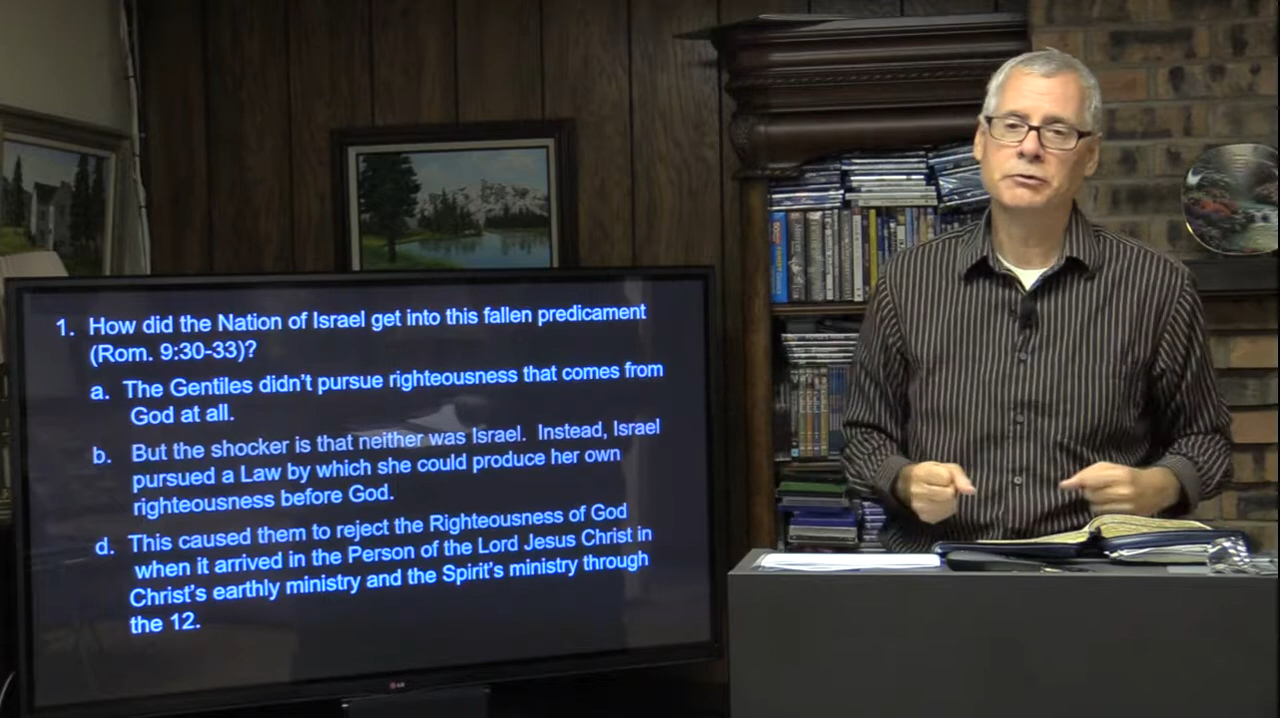 1. How did the Nation of Israel get into this fallen predicament
(Rom. 9:30-33)?
a. The Gentiles didn't pursue righteousness that comes from
God at all.
b. But the shocker is that neither was Israel. Instead, Israel
pursued a Law by which she could produce her own
righteousness before God.
d. This caused them to reject the Righteousness of God
when it arrived in the Person of the Lord Jesus Christ in
Christ's earthly ministry and the Spirit's ministry through
the 12.
LG